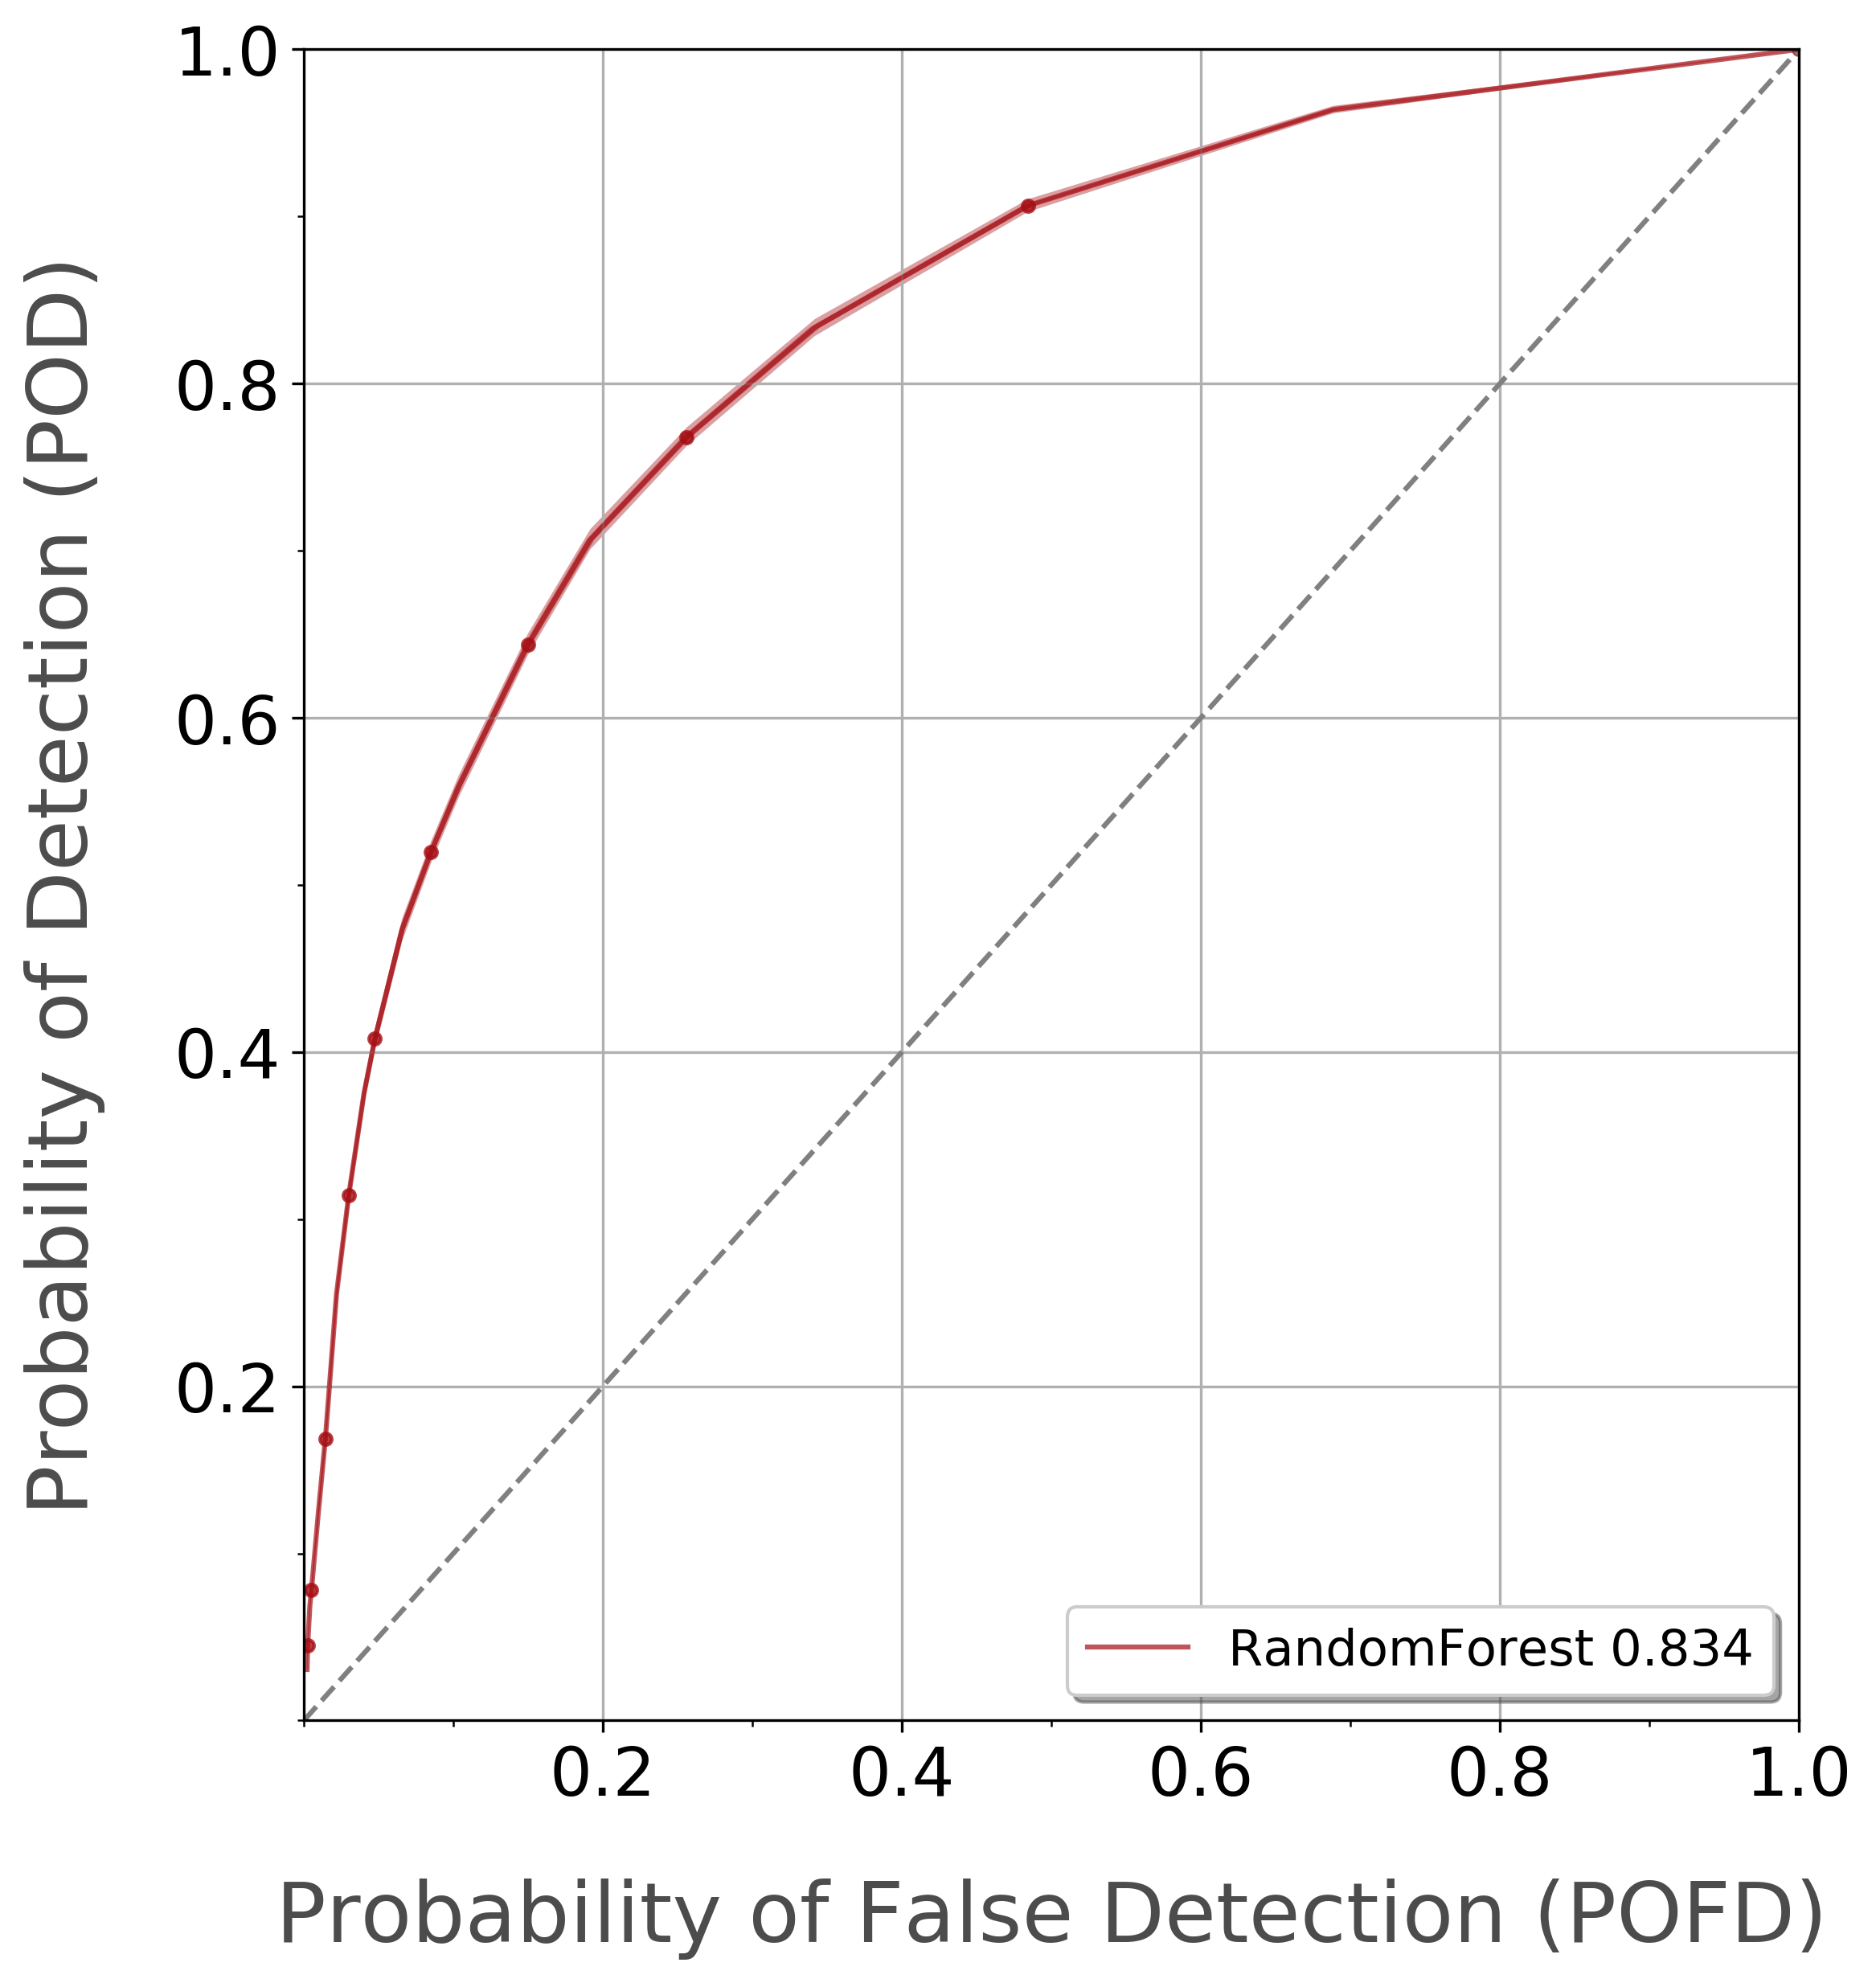 Probability of Detection (POD)
1.0
0.8
0.6
0.4
0.2
RandomForest 0.834
0.2 0.4 0.6 0.8 1.0
Probability of False Detection (POFD)